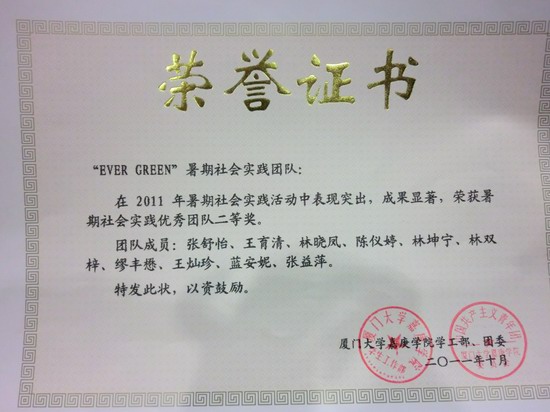 荣誉证书
“EVER GREEN”暑期社会实践团队：
在 2011 年暑期社会实践活动中表现突出，成果显著，荣获暑
期社会实践优秀团队二等奖。
团队成员：张舒怡、王育清、林晓凤、陈仪婷、林坤宁、林双
梓、缪丰懋、王灿珍、蓝安妮、张益萍。
特发此状，以资鼓励。
厦门大学嘉庚学院学工部、团委
二〇一一年十月